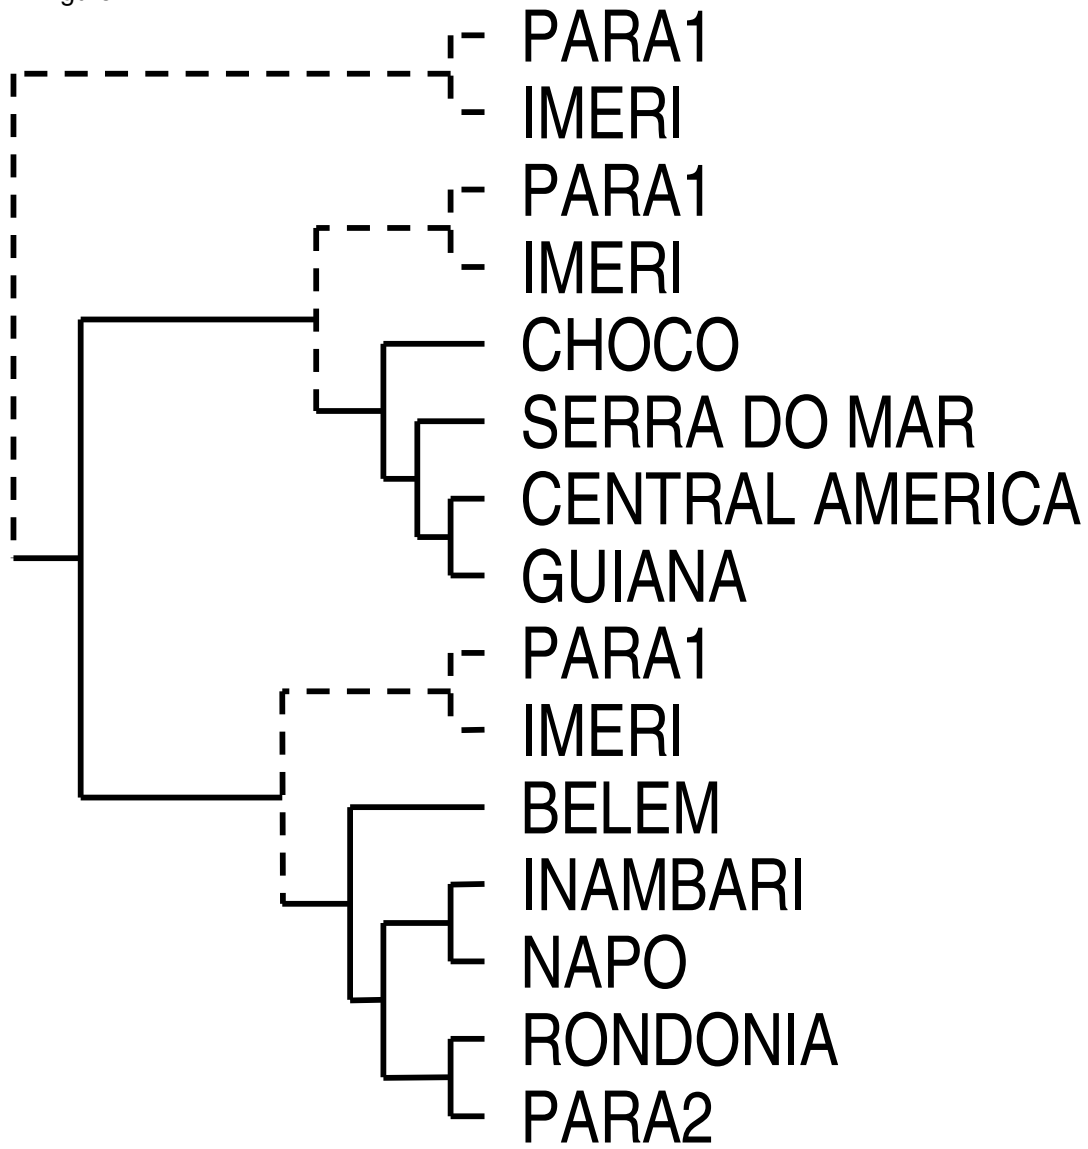 PARA1
IMERI
PARA1
IMERI
CHOCO
SERRA DO MAR
CENTRAL AMERICA
GUIANA
PARA1
IMERI
BELEM
INAMBARI
NAPO
RONDONIA
PARA2